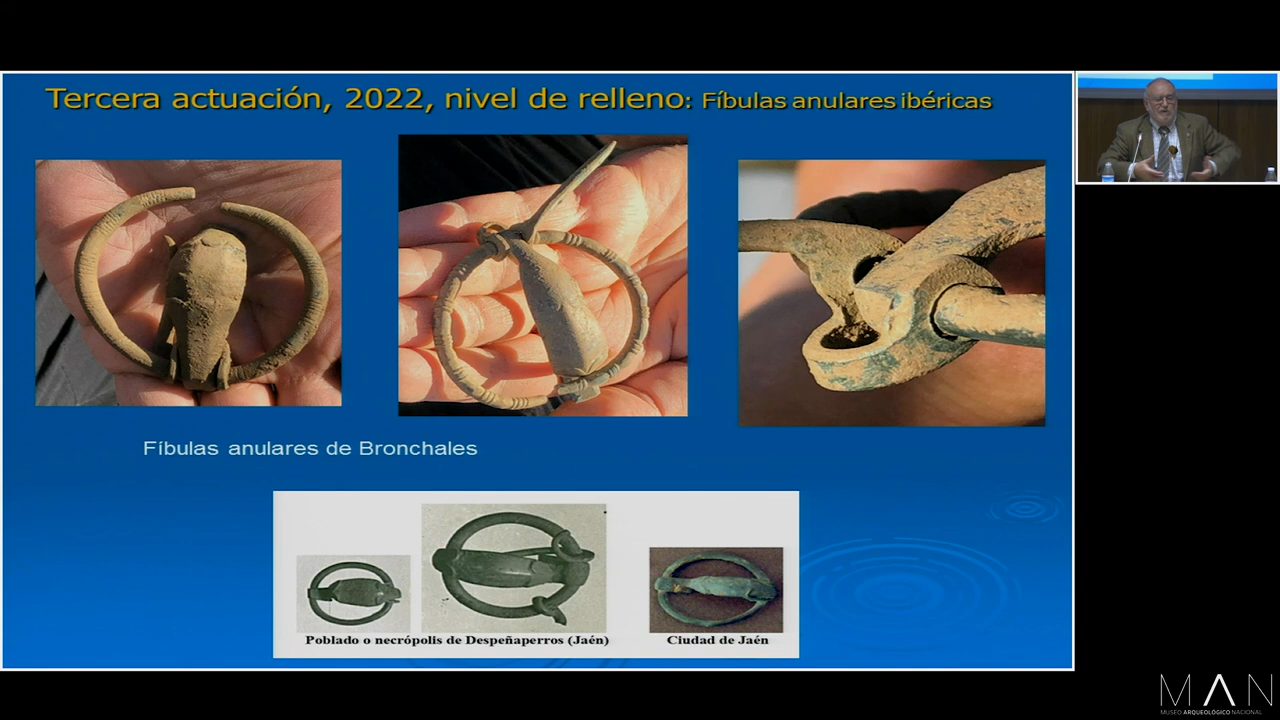 Tercera actuación, 2022, nivel de relleno: Fíbulas anulares ibéricas
Fíbulas anulares de Bronchales
Poblado o necrópolis de Despeñaperros (Jaén)
Ciudad de Jaén
MAN
MUSEO ARQUEOLÓGICO NACIONAL